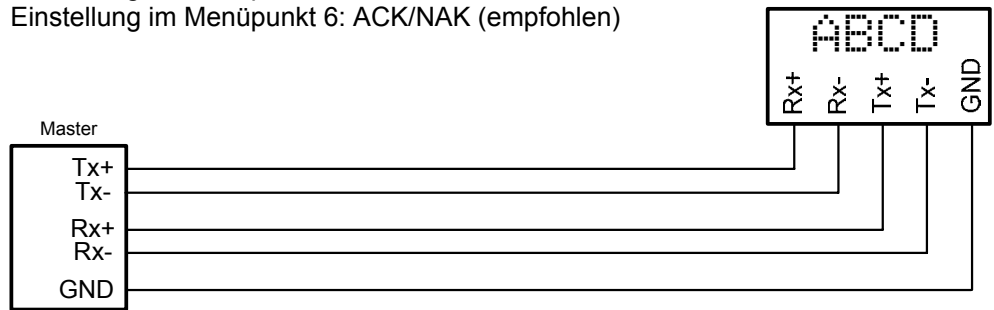 Einstellung im Menüpunkt 6: ACK/NAK (empfohlen)
ABCD
Rx+ Rx- Tx+ Tx- GND
Master
Tx+
Tx-
Rx+
Rx-
GND